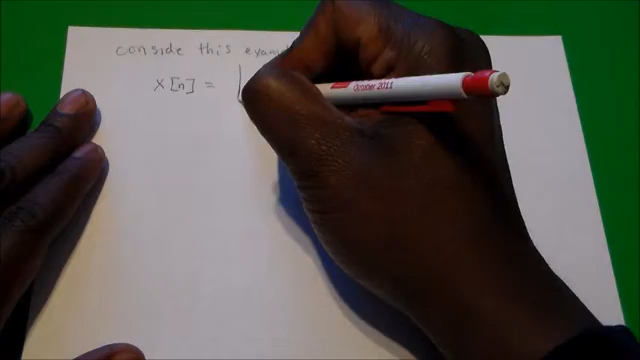 conside this
x[n] =
October 2011